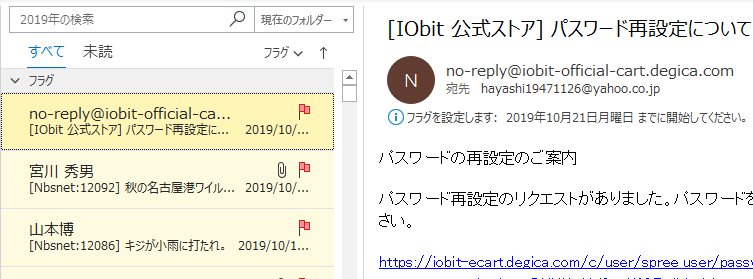 2019年の検索
現在のフォルダー
すべて 未読
フラグ
フラグ
no-reply@iobit-official-ca...
[IObit 公式ストア] パスワード再設定に... 2019/10/...
宮川 秀男
[Nbsnet:12092] 秋の名古屋港ワイル... 2019/10/...
山本博
[Nbsnet:12086] キジが小雨に打たれ。 2019/10/1...
[IObit 公式ストア] パスワード再設定について
N
no-reply@iobit-official-cart.degica.com
宛先 hayashi19471126@yahoo.co.jp
フラグを設定します: 2019年10月21日月曜日 までに開始してください。
パスワードの再設定のご案内
パスワード再設定のリクエストがありました。パスワードを
さい。
https://iobit-ecart.degica.com/c/user/spree_user/passw